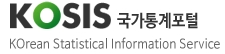 KOSIS 국가통계포털
KOrean Statistical Information Service